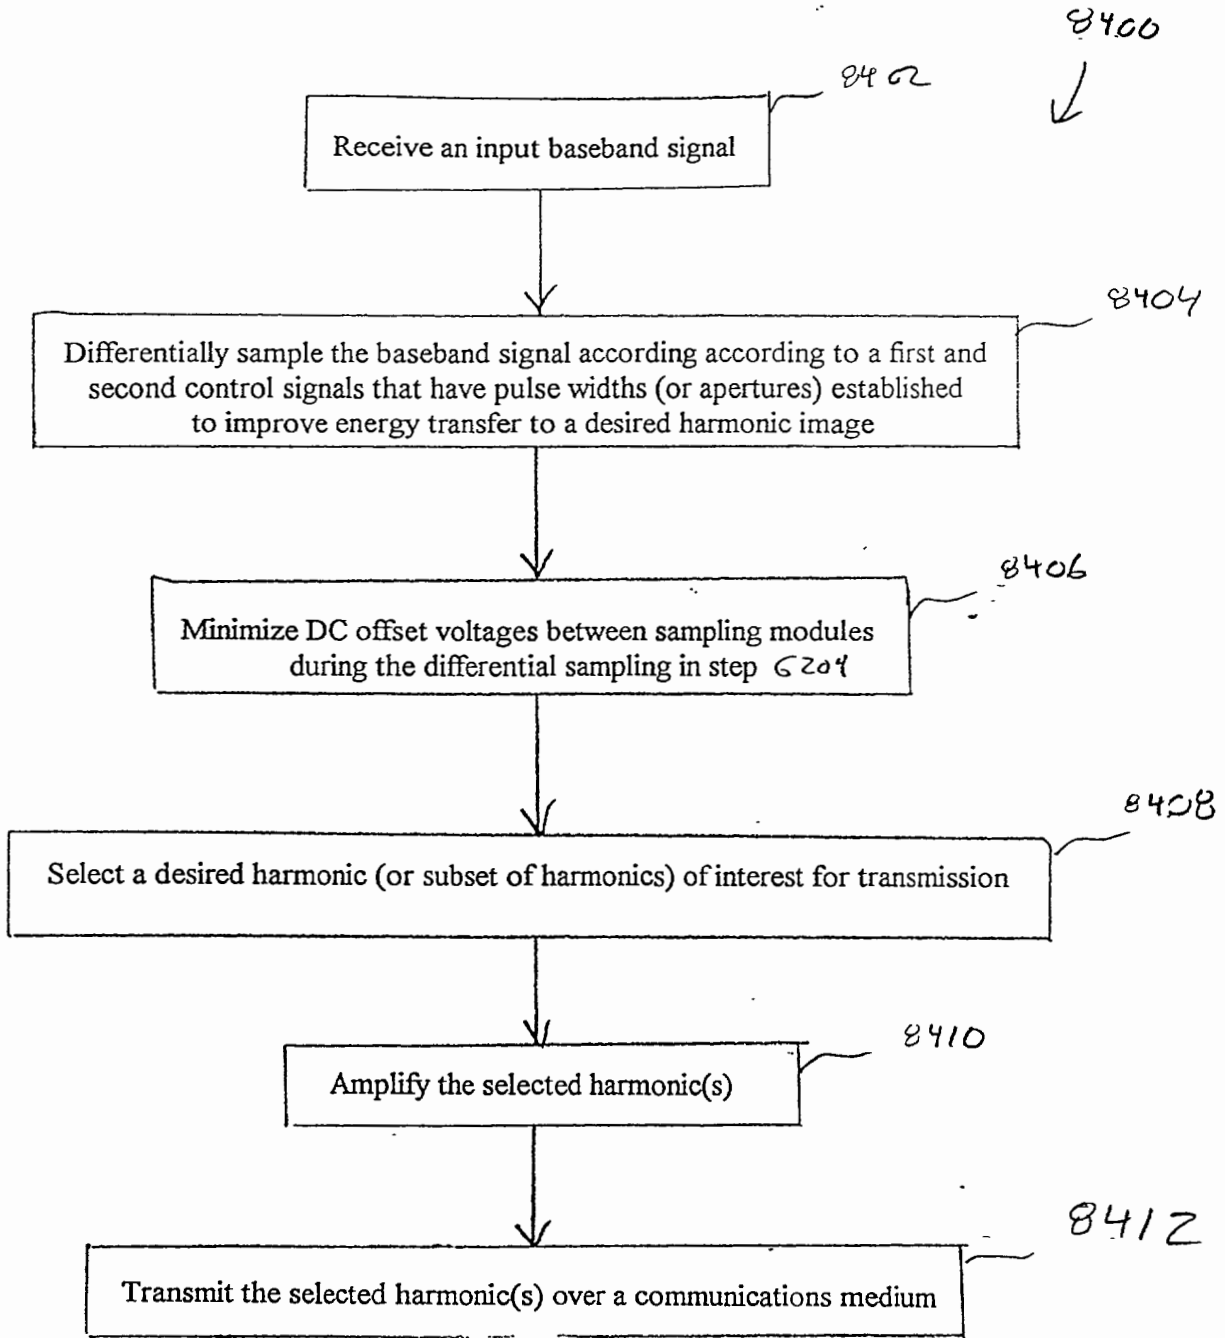 8400
8402
Receive an input baseband signal
8404
Differentially sample the baseband signal according according to a first and
second control signals that have pulse widths (or apertures) established
to improve energy transfer to a desired harmonic image
8406
Minimize DC offset voltages between sampling modules
during the differential sampling in step 6204
8408
Select a desired harmonic (or subset of harmonics) of interest for transmission
8410
Amplify the selected harmonic(s)
8412
Transmit the selected harmonic(s) over a communications medium